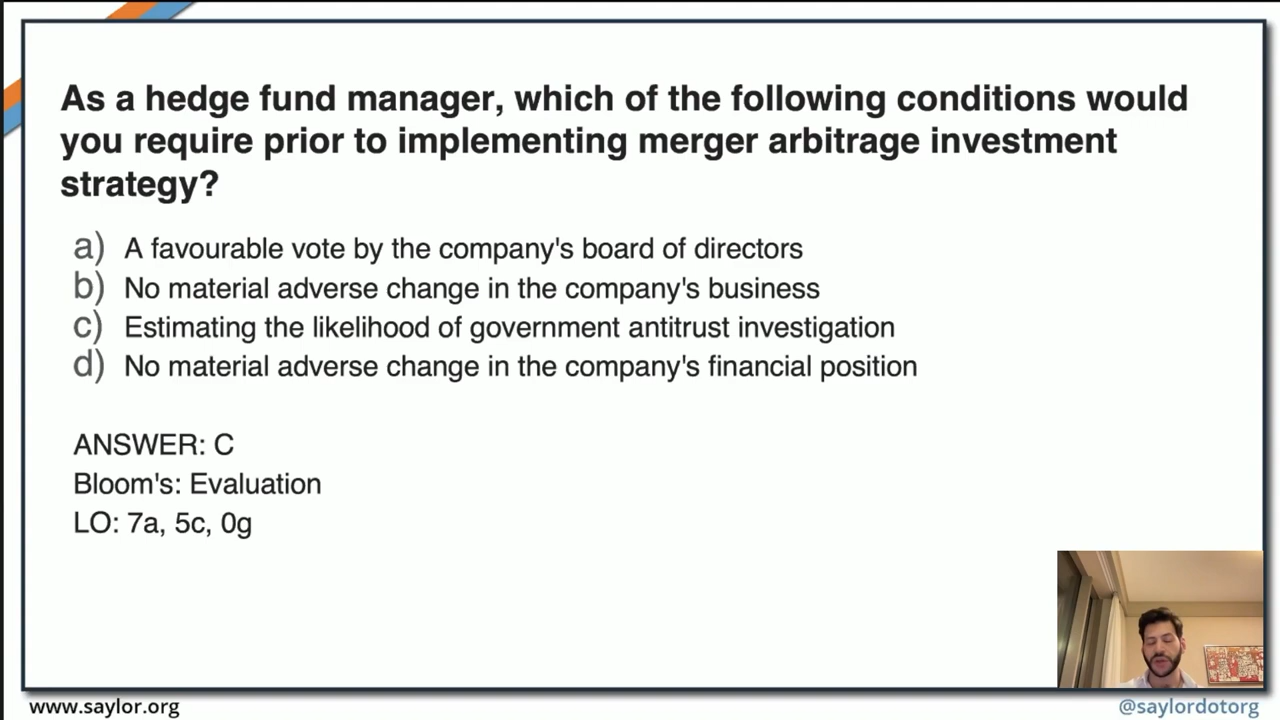 As a hedge fund manager, which of the following conditions would
you require prior to implementing merger arbitrage investment
strategy?
a) A favourable vote by the company's board of directors
b) No material adverse change in the company's business
c) Estimating the likelihood of government antitrust investigation
d) No material adverse change in the company's financial position
ANSWER: C
Bloom's: Evaluation
LO: 7a, 5c, 0g
www.saylor.org
@saylordotorg